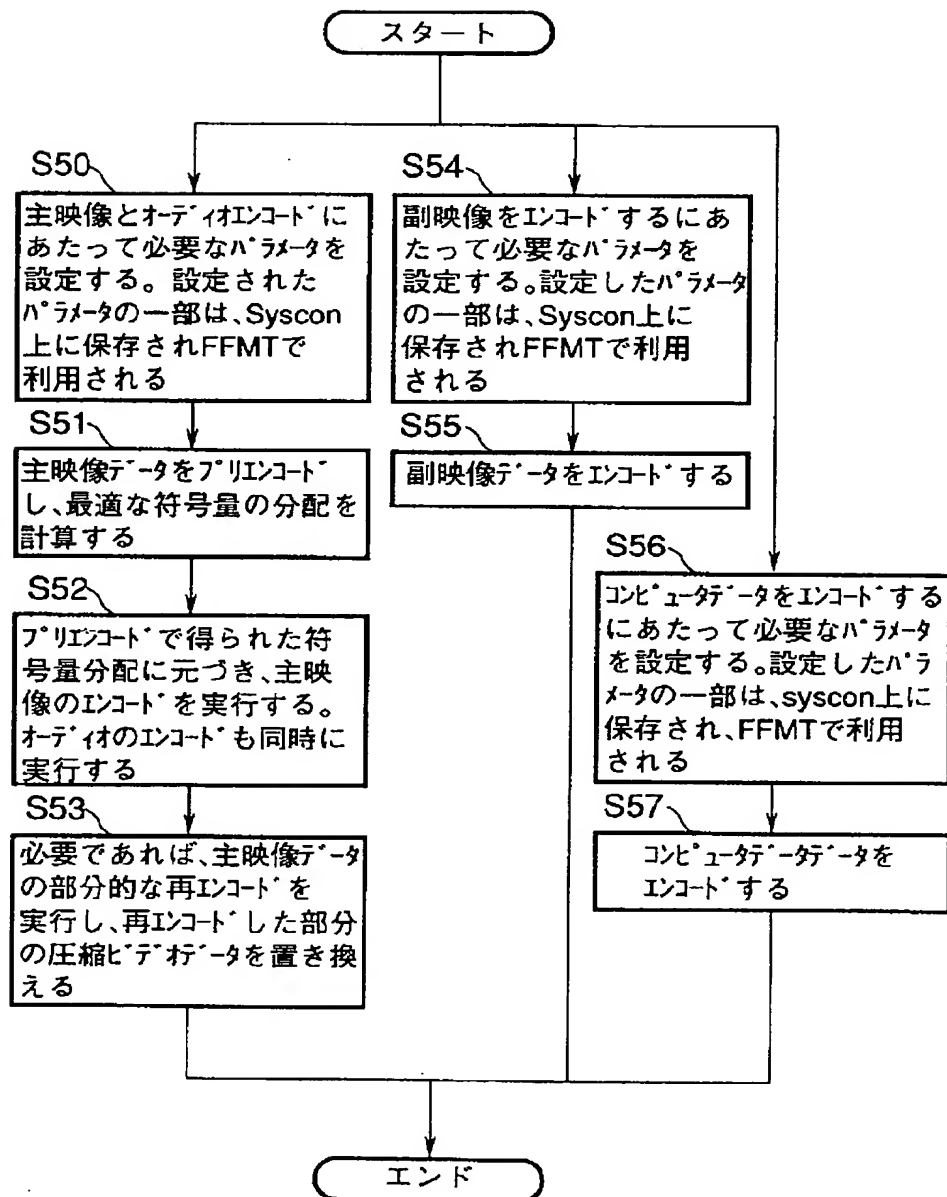 スタート
S50
主映像とオーディオエンコードに
あたって必要なパラメータを
設定する。設定された
パラメータの一部は、Syscon
上に保存されFFMTで
利用される
S51
主映像データをプリエンコード
し、最適な符号量の分配を
計算する
S52
プリエンコードで得られた符
号量分配に元づき、主映
像のエンコードを実行する。
オーディオのエンコードも同時に
実行する
S53
必要であれば、主映像データ
の部分的な再エンコードを
実行し、再エンコードした部分
の圧縮ビデオデータを置き換
える
S54
副映像をエンコードするにあ
たって必要なパラメータを
設定する。設定したパラメータ
の一部は、Syscon上に
保存されFFMTで利用
される
S55
副映像データをエンコードする
S56
コンピュータデータをエンコードする
にあたって必要なパラメータ
を設定する。設定したパラ
メータの一部は、syscon上に
保存され、FFMTで利用
される
S57
コンピュータデータデータを
エンコードする
エンド